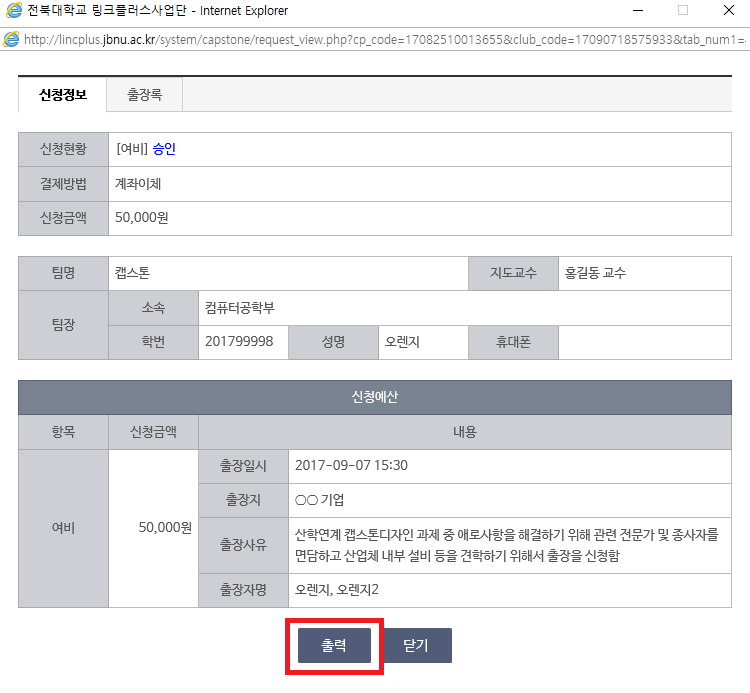 전북대학교 링크플러스사업단 - Internet Explorer
http://lincplus.jbnu.ac.kr/system/capstone/request_view.php?cp_code=17082510013655&club_code=17090718575933&tab_num1=
신청정보 출장록
신청현황 [여비] 승인
결제방법 계좌이체
신청금액 50,000원
팀명 캡스톤 지도교수 홍길동 교수
팀장 소속 컴퓨터공학부
학번 201799998 성명 오렌지 휴대폰
신청예산
항목 신청금액 내용
여비 50,000원 출장일시 2017-09-07 15:30
출장지 ○○ 기업
출장사유 산학연계 캡스톤디자인 과제 중 애로사항을 해결하기 위해 관련 전문가 및 종사자를
면담하고 산업체 내부 설비 등을 견학하기 위해서 출장을 신청함
출장자명 오렌지, 오렌지2
출력 닫기